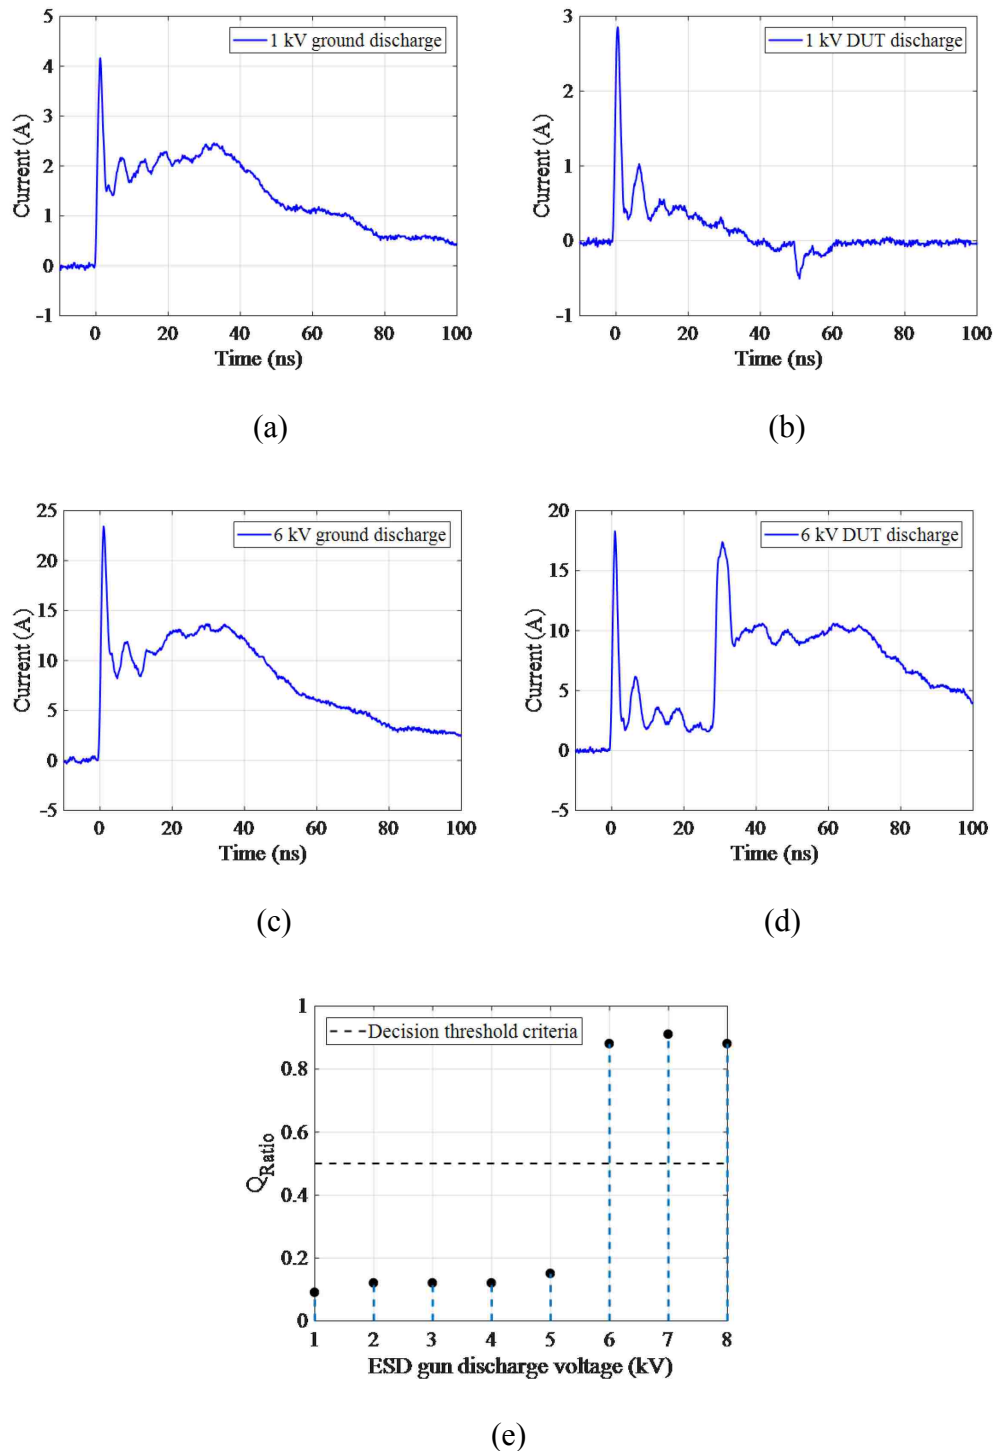 5
4
3
2
1
0
-1
Current (A)
1 kV ground discharge
0 20 40 60 80 100
Time (ns)
(a)
3
2
1
0
-1
Current (A)
1 kV DUT discharge
0 20 40 60 80 100
Time (ns)
(b)
25
20
15
10
5
0
-5
Current (A)
6 kV ground discharge
0 20 40 60 80 100
Time (ns)
(c)
20
15
10
5
0
-5
Current (A)
6 kV DUT discharge
0 20 40 60 80 100
Time (ns)
(d)
1
0.8
0.6
0.4
0.2
0
QRatio
Decision threshold criteria
1 2 3 4 5 6 7 8
ESD gun discharge voltage (kV)
(e)